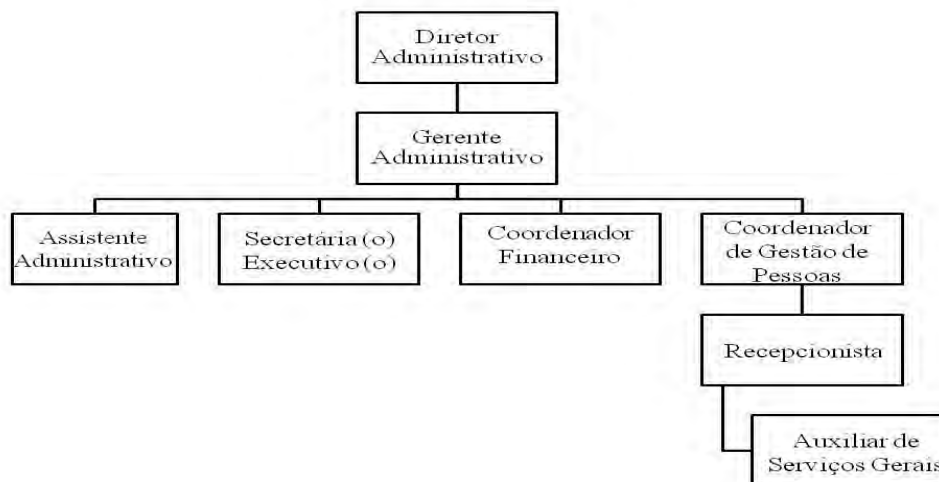 Diretor
Administrativo
Gerente
Administrativo
Assistente
Administrativo
Secretária (o)
Executivo (o)
Coordenador
Financeiro
Coordenador
de Gestão de
Pessoas
Recepcionista
Auxiliar de
Serviços Gerais